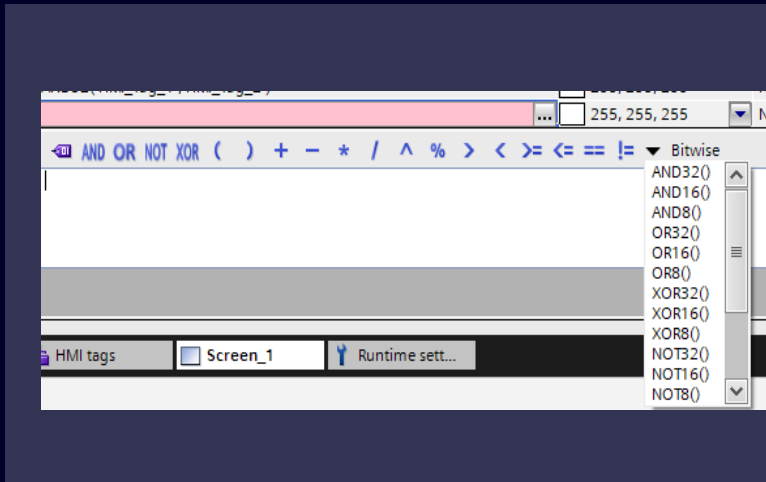 255, 255, 255
AND OR NOT XOR ( ) + − * / ^ % > < >= <= == != Bitwise
AND32()
AND16()
AND8()
OR32()
OR16()
OR8()
XOR32()
XOR16()
XOR8()
NOT32()
NOT16()
NOT8()
HMI tags
Screen_1
Runtime sett...